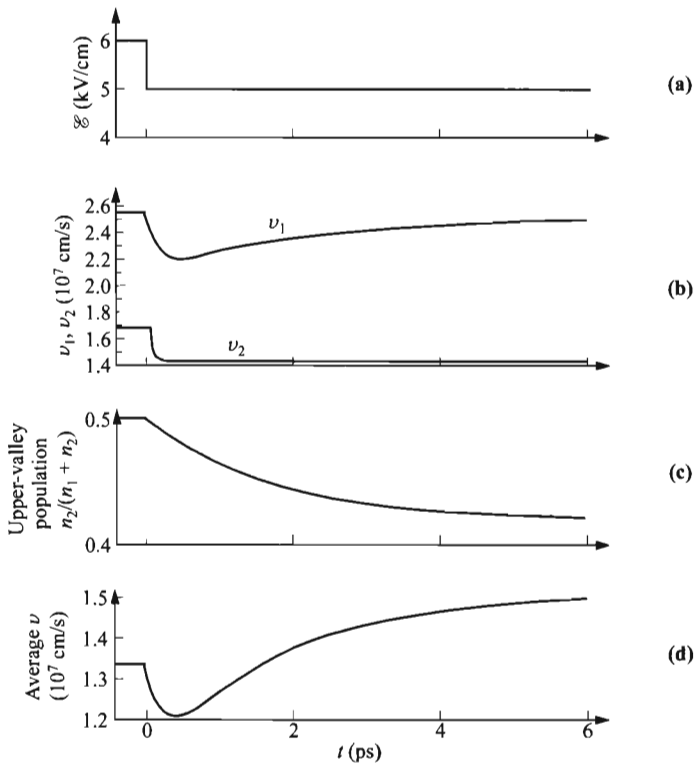 6
5
4
ℰ (kV/cm)
(a)
2.6
2.4
2.2
2.0
1.8
1.6
1.4
υ₁, υ₂ (10⁷ cm/s)
υ₁
υ₂
(b)
0.5
0.4
Upper-valley
population
n₂/(n₁ + n₂)
(c)
1.5
1.4
1.3
1.2
Average υ
(10⁷ cm/s)
(d)
0 2 4 6
t (ps)